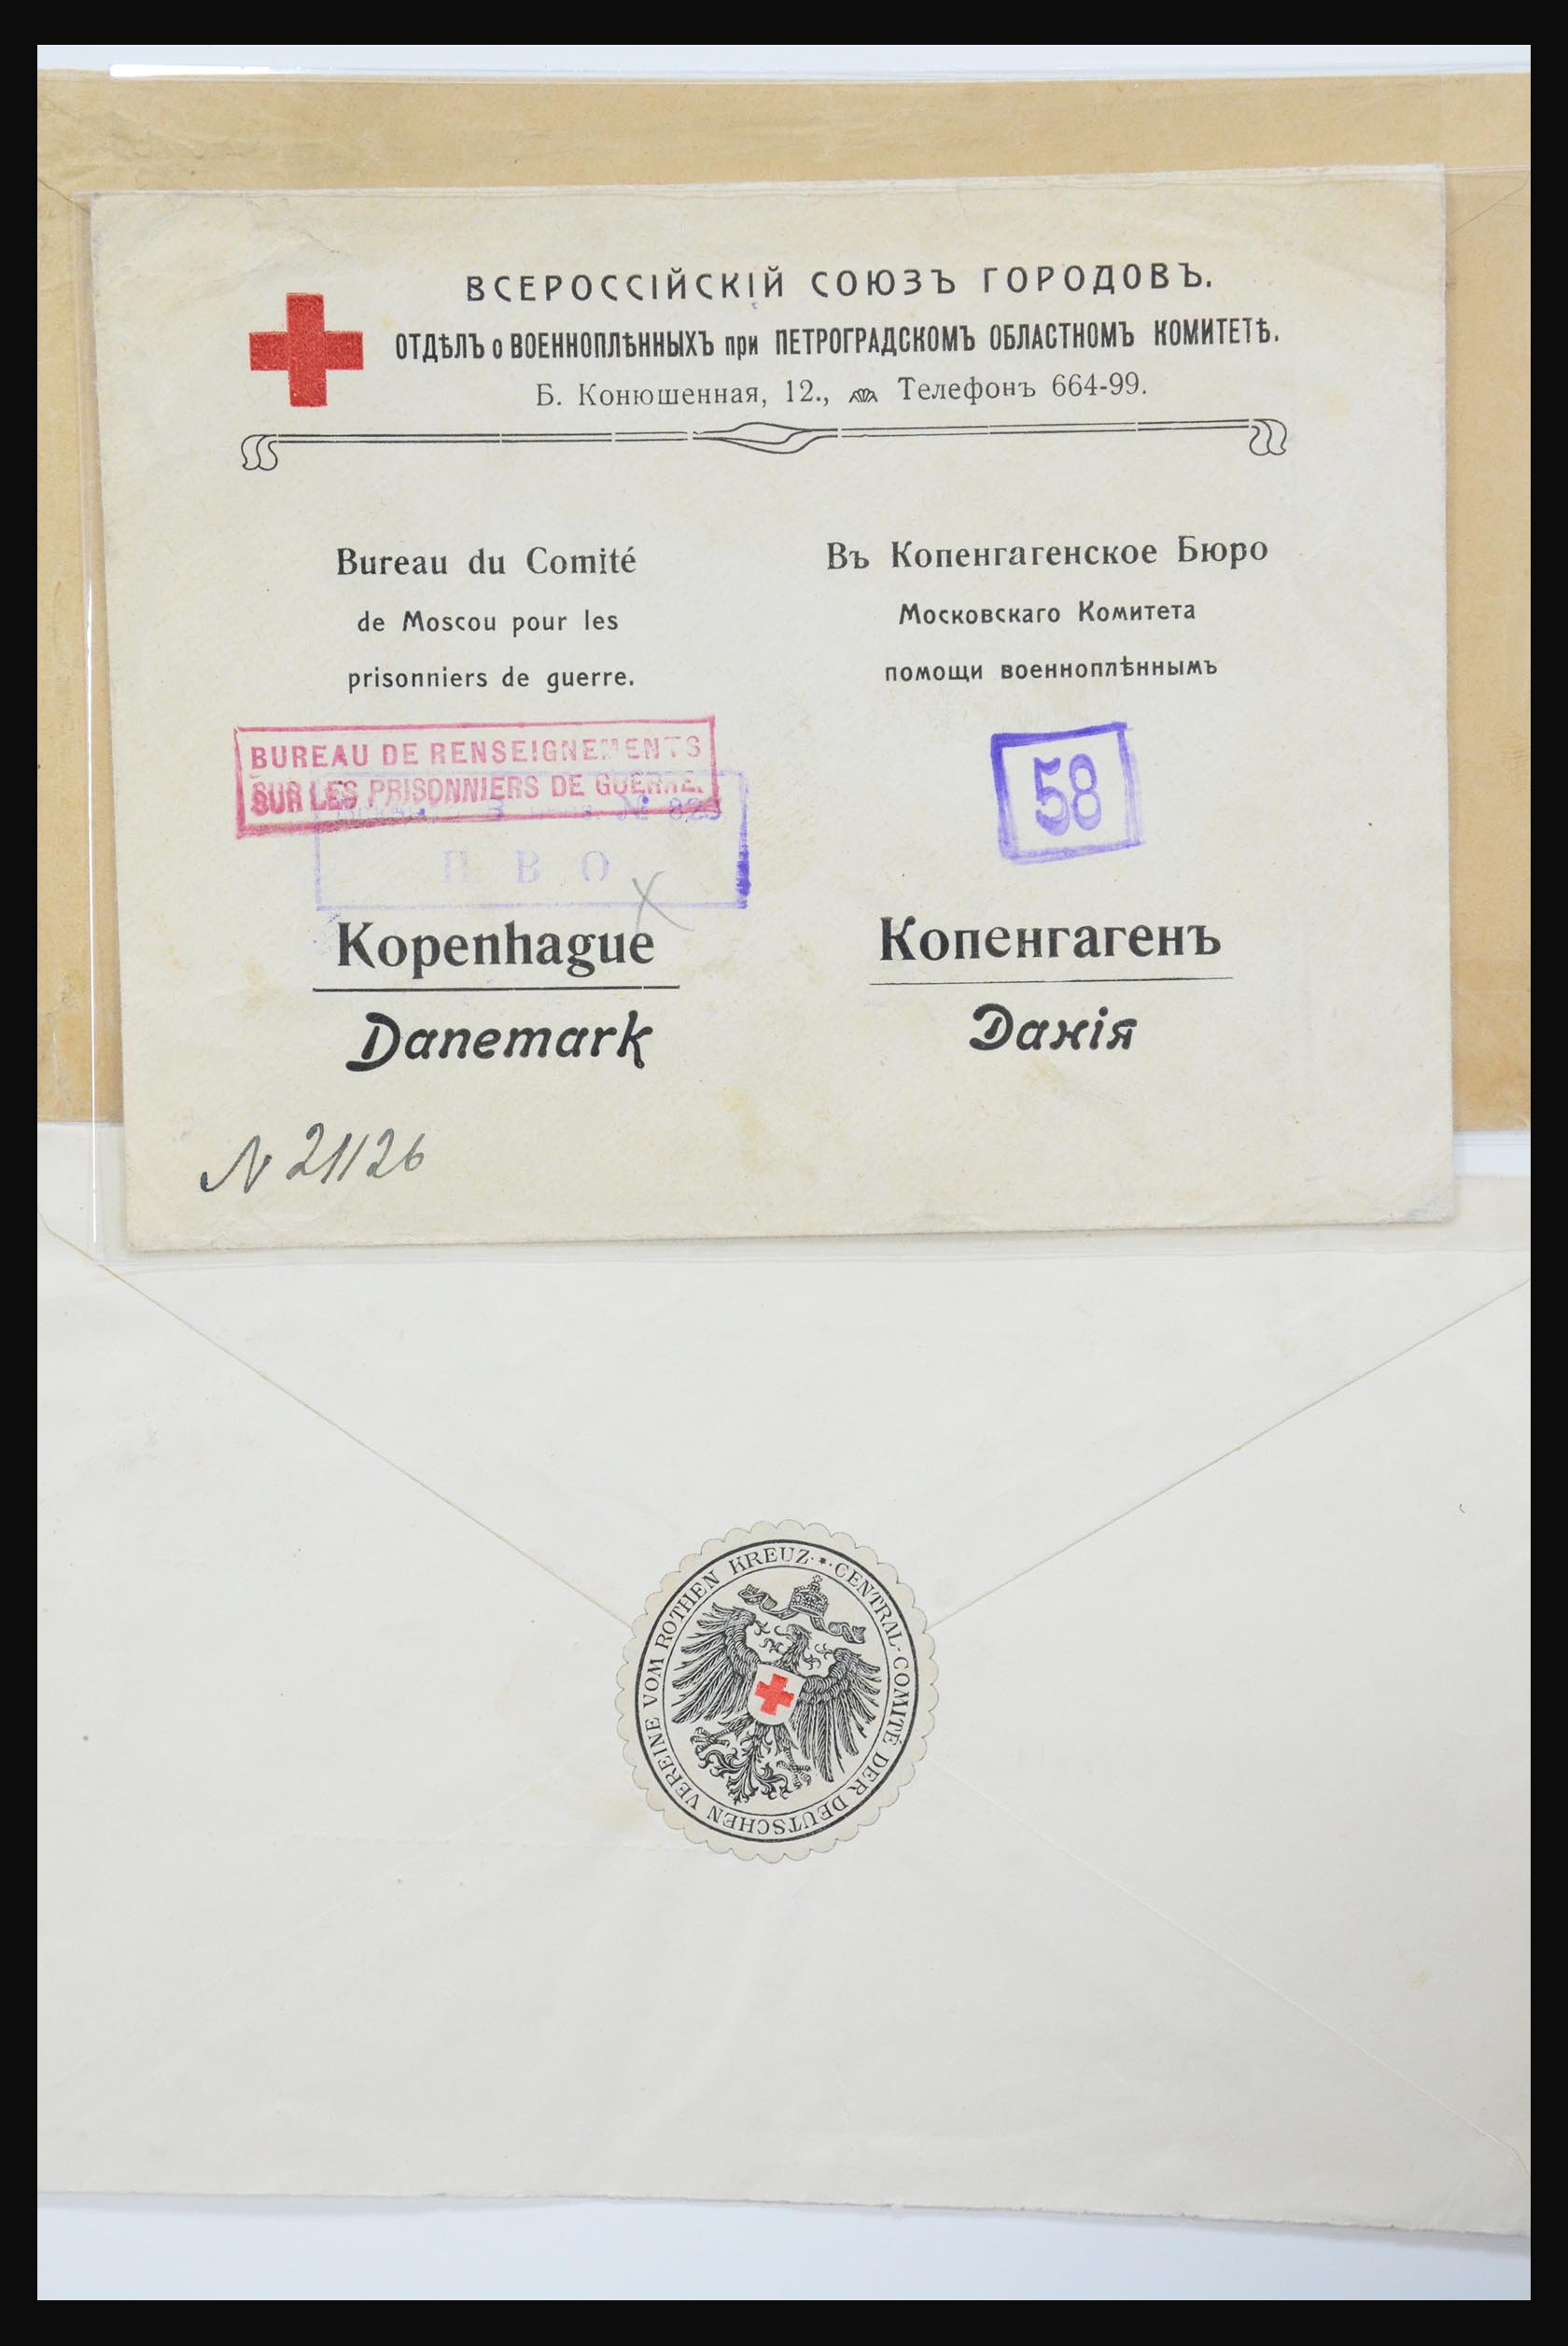 ВСЕРОССІЙСКІЙ СОЮЗЪ ГОРОДОВЪ.
ОТДѢЛЪ о ВОЕННОПЛѢННЫХЪ при ПЕТРОГРАДСКОМЪ ОБЛАСТНОМЪ КОМИТЕТѢ.
Б. Конюшенная, 12., Телефонъ 664-99.
Bureau du Comité
de Moscou pour les
prisonniers de guerre.
Въ Копенгагенское Бюро
Московскаго Комитета
помощи военноплѣннымъ
BUREAU DE RENSEIGNEMENTS
SUR LES PRISONNIERS DE GUERRE.
№ 823
П В О
58
Kopenhague
Danemark
Копенгагенъ
Данія
N 21126
CENTRAL-COMITÉ DER DEUTSCHEN VEREINE VOM ROTHEN KREUZ